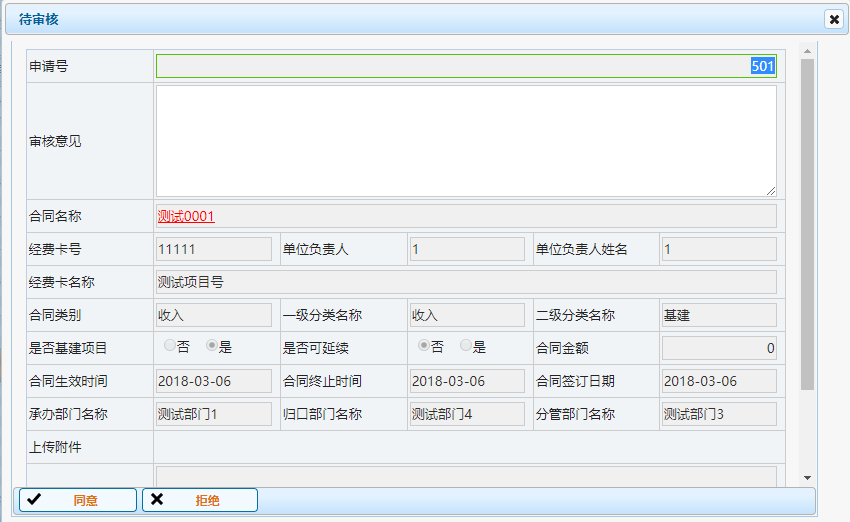 待审核
申请号 501
审核意见
合同名称 测试0001
经费卡号 11111 单位负责人 1 单位负责人姓名 1
经费卡名称 测试项目号
合同类别 收入 一级分类名称 收入 二级分类名称 基建
是否基建项目 否 是 是否可延续 否 是 合同金额 0
合同生效时间 2018-03-06 合同终止时间 2018-03-06 合同签订日期 2018-03-06
承办部门名称 测试部门1 归口部门名称 测试部门4 分管部门名称 测试部门3
上传附件
同意 拒绝